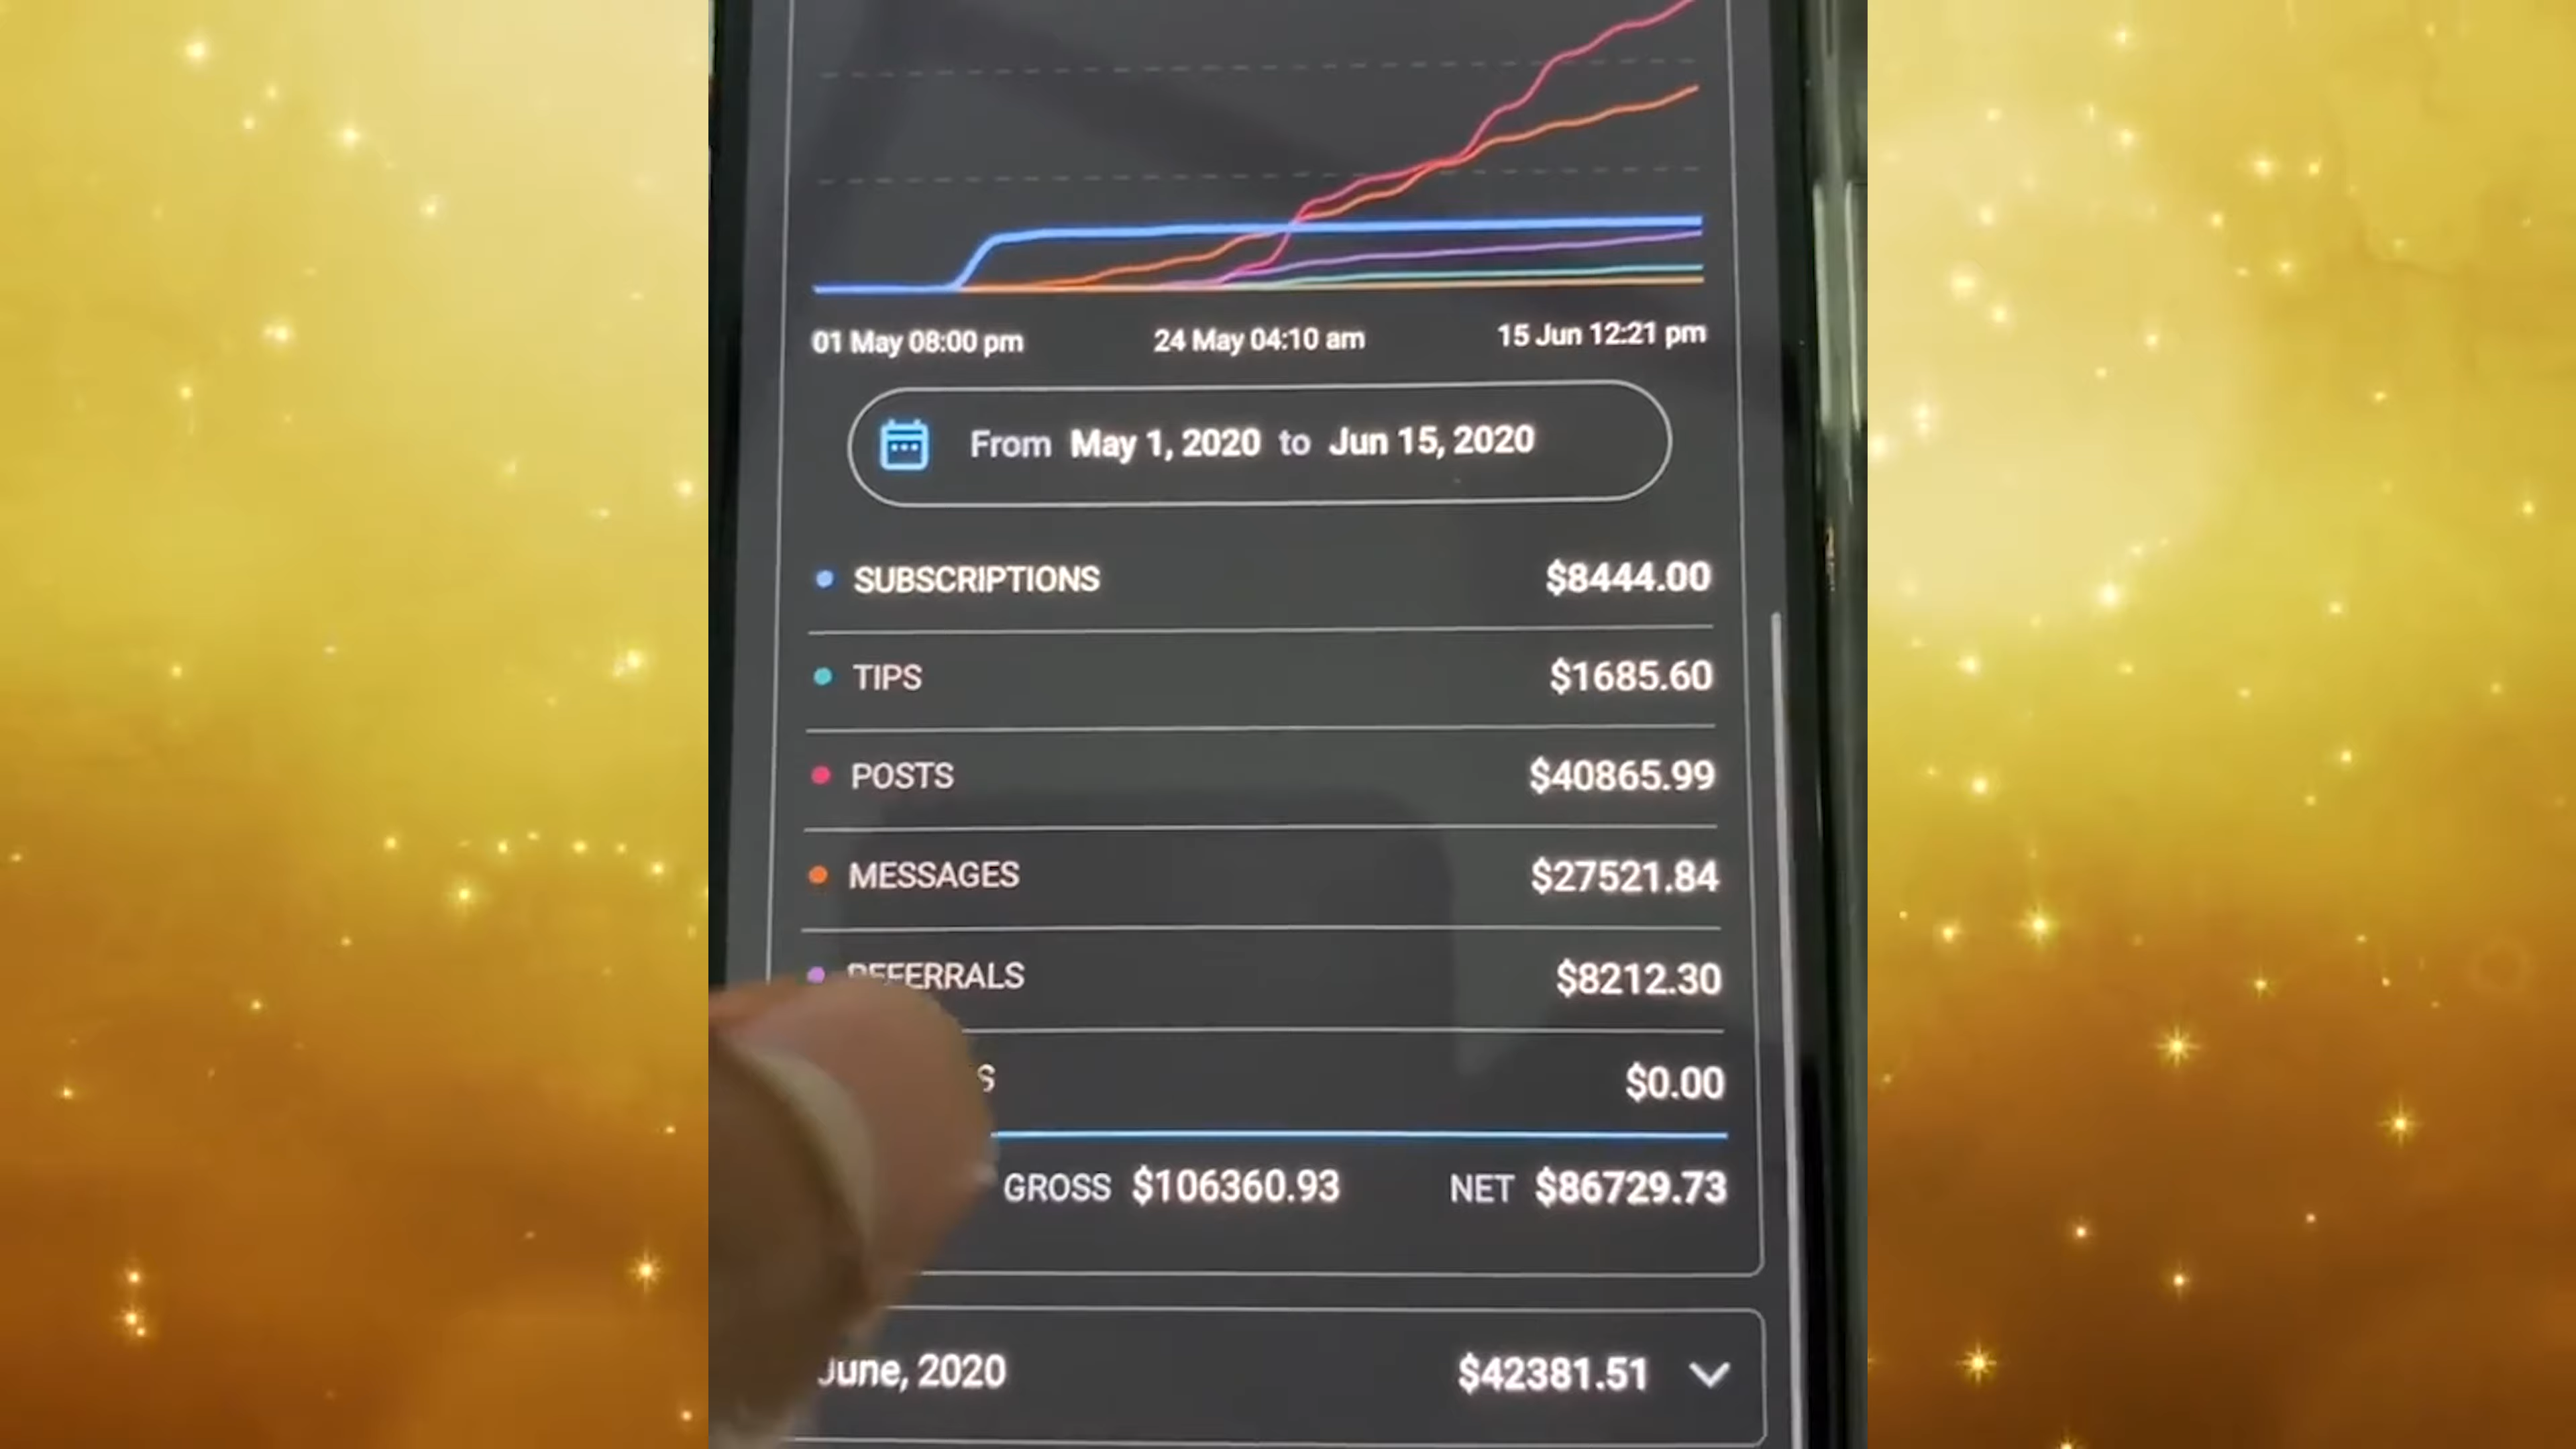 01 May 08:00 pm 24 May 04:10 am 15 Jun 12:21 pm
From May 1, 2020 to Jun 15, 2020
SUBSCRIPTIONS $8444.00
TIPS $1685.60
POSTS $40865.99
MESSAGES $27521.84
REFERRALS $8212.30
$0.00
GROSS $106360.93 NET $86729.73
June, 2020 $42381.51